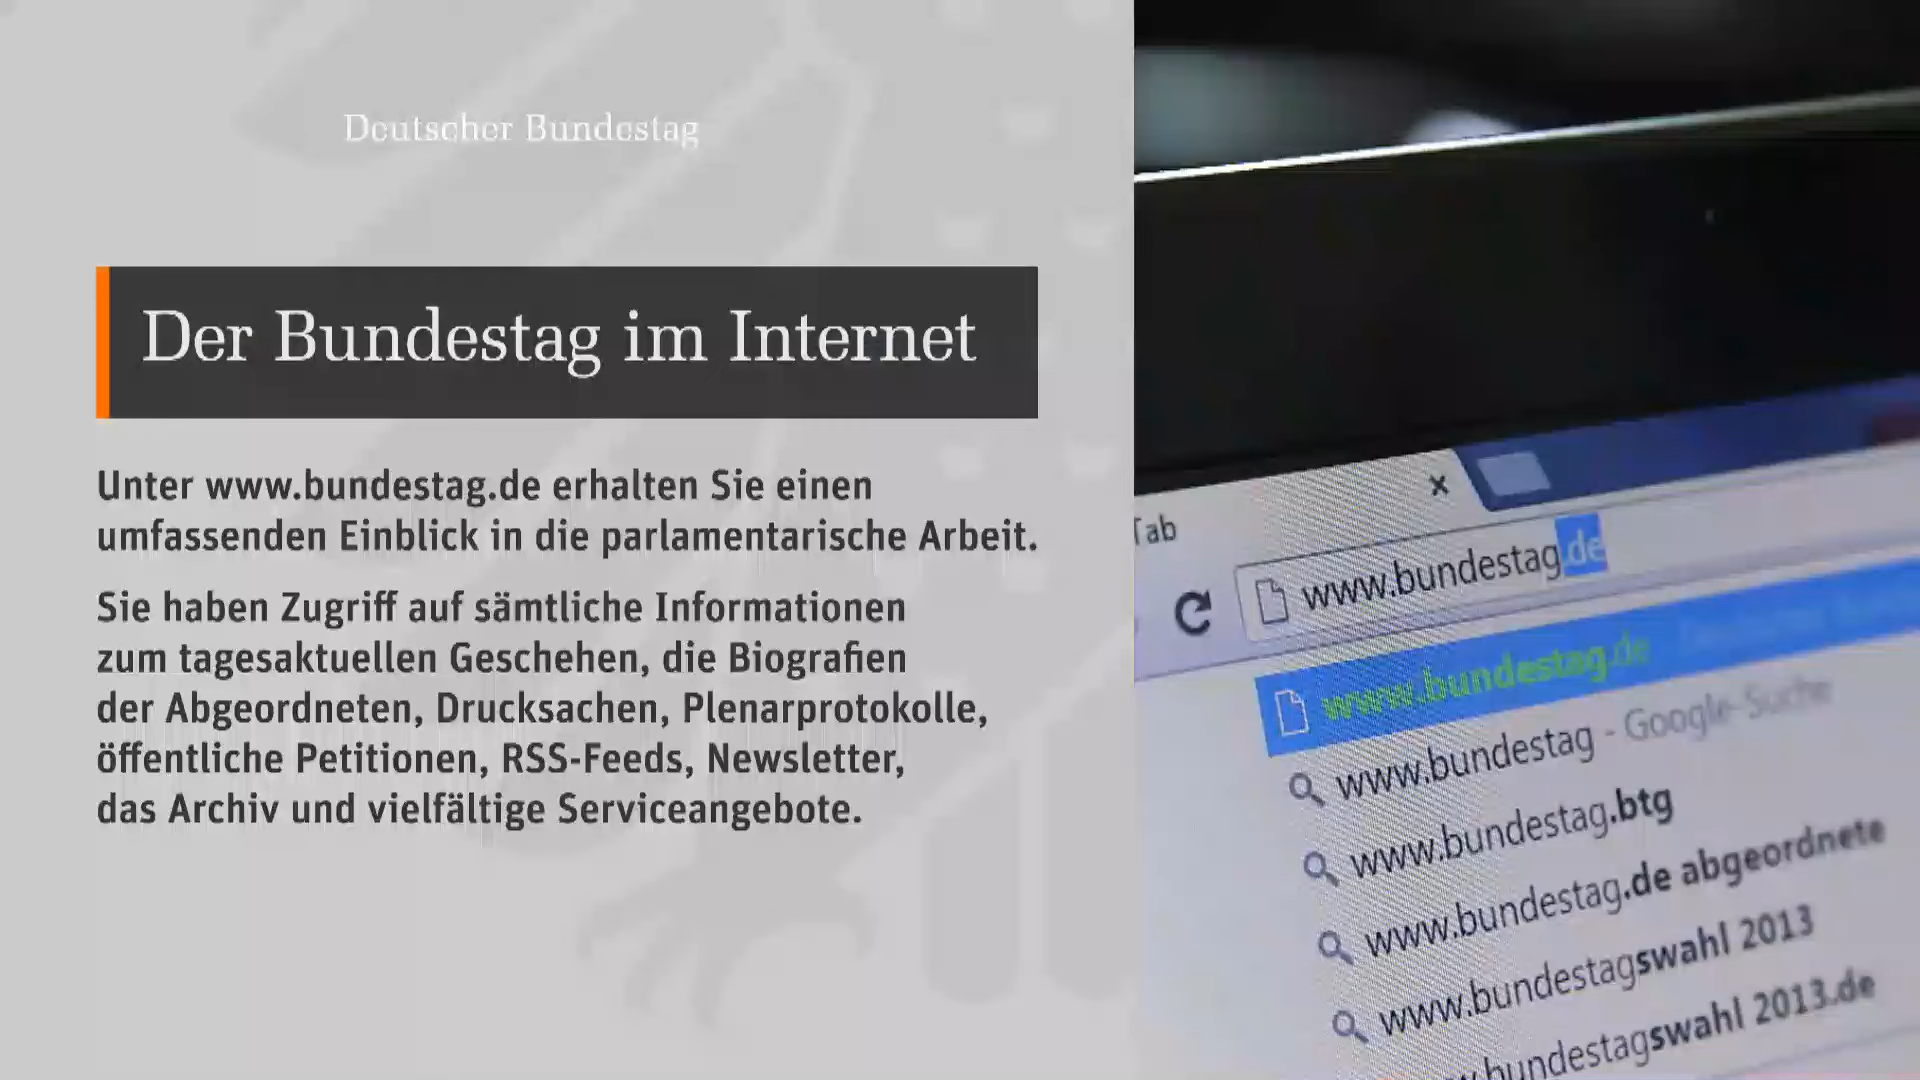 Deutscher Bundestag
Der Bundestag im Internet
Unter www.bundestag.de erhalten Sie einen
umfassenden Einblick in die parlamentarische Arbeit.
Sie haben Zugriff auf sämtliche Informationen
zum tagesaktuellen Geschehen, die Biografien
der Abgeordneten, Drucksachen, Plenarprotokolle,
öffentliche Petitionen, RSS-Feeds, Newsletter,
das Archiv und vielfältige Serviceangebote.
Tab
www.bundestag.de
www.bundestag.de
www.bundestag - Google-Suche
www.bundestag.btg
www.bundestag.de abgeordnete
www.bundestagswahl 2013
www.bundestagswahl 2013.de